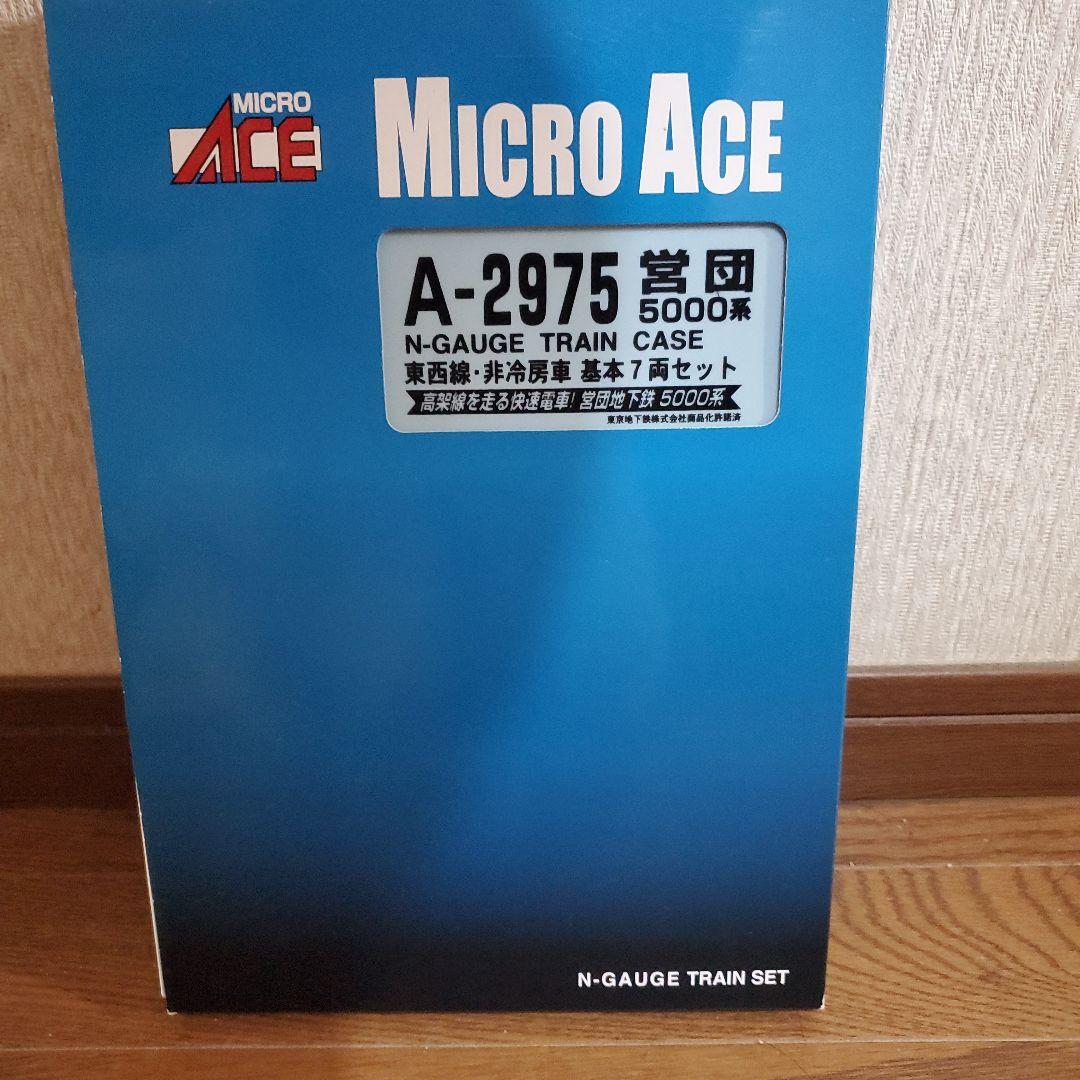 MICRO
ACE
MICRO ACE
A-2975 営団
5000系
N-GAUGE TRAIN CASE
東西線・非冷房車 基本7両セット
高架線を走る快速電車! 営団地下鉄 5000系
東京地下鉄株式会社商品化許諾済
N-GAUGE TRAIN SET